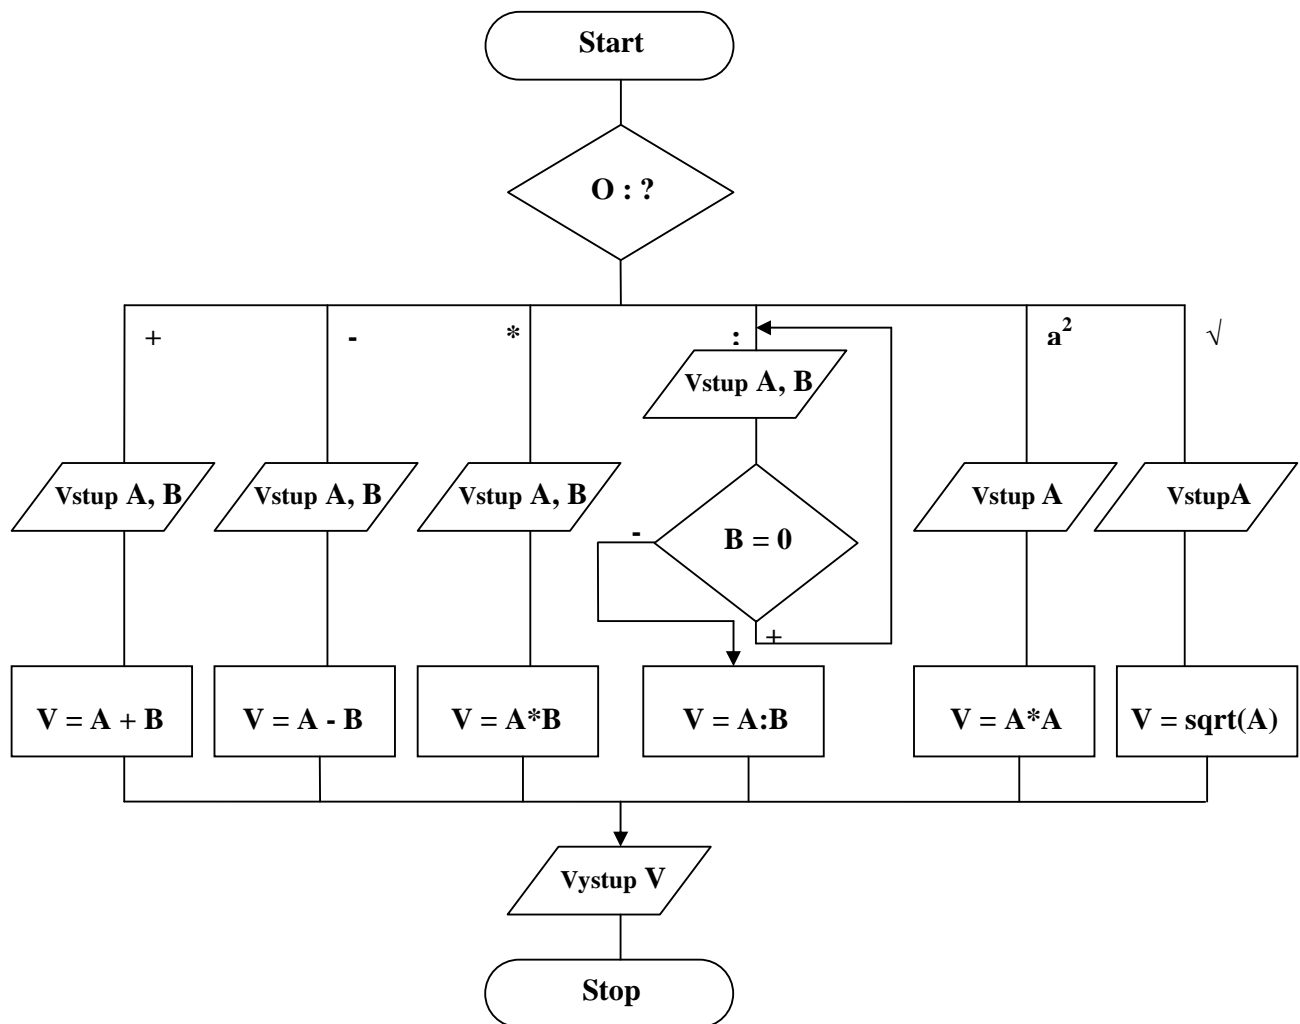 Start
O : ?
+
-
*
:
a²
√
Vstup A, B
Vstup A, B
Vstup A, B
Vstup A, B
Vstup A
VstupA
-
B = 0
+
V = A + B
V = A - B
V = A*B
V = A:B
V = A*A
V = sqrt(A)
Vystup V
Stop